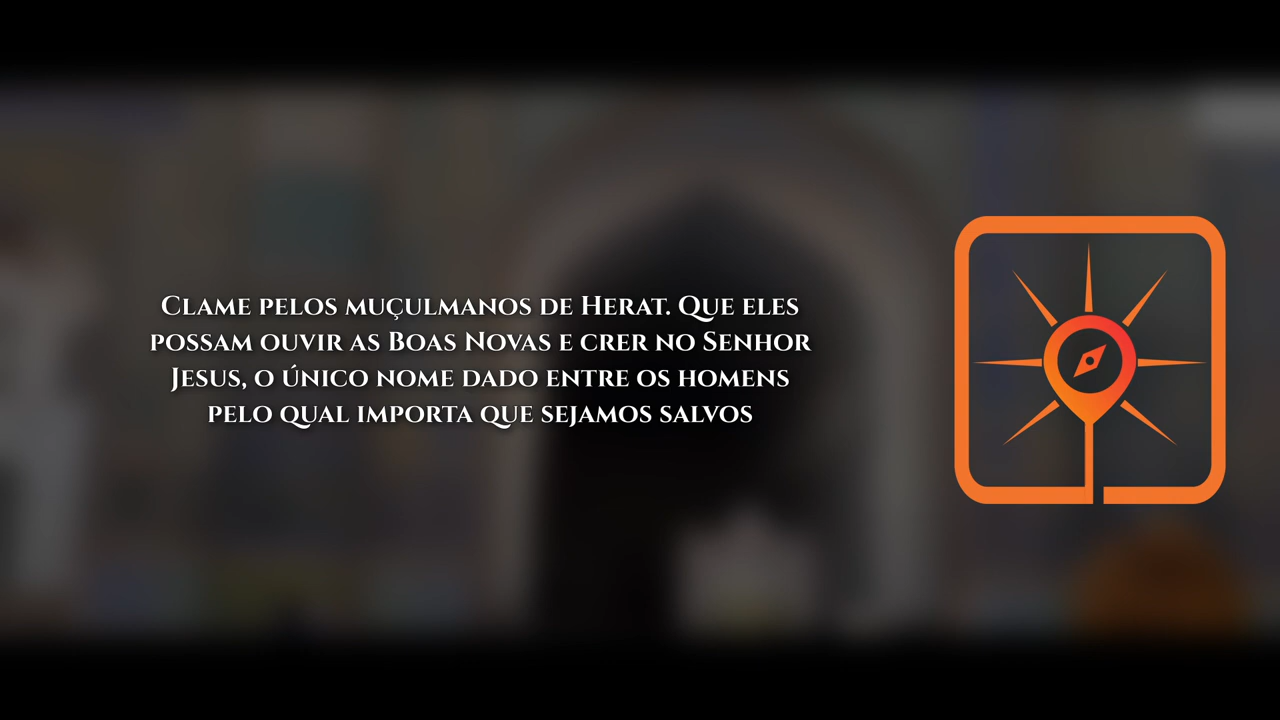 Clame pelos muçulmanos de Herat. Que eles
possam ouvir as Boas Novas e crer no Senhor
Jesus, o único nome dado entre os homens
pelo qual importa que sejamos salvos